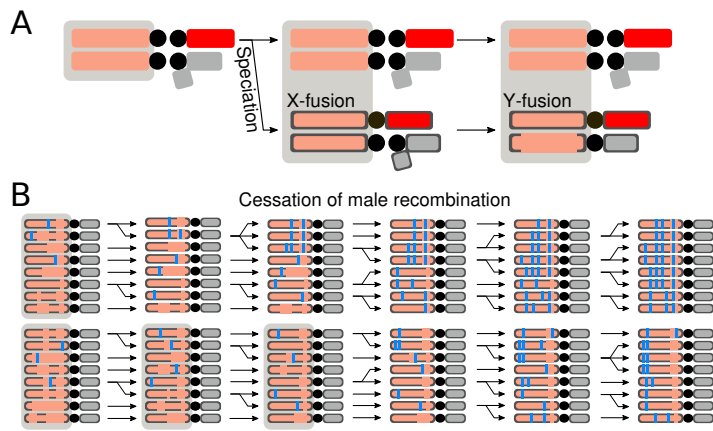 A
Speciation
X-fusion
Y-fusion
B
Cessation of male recombination